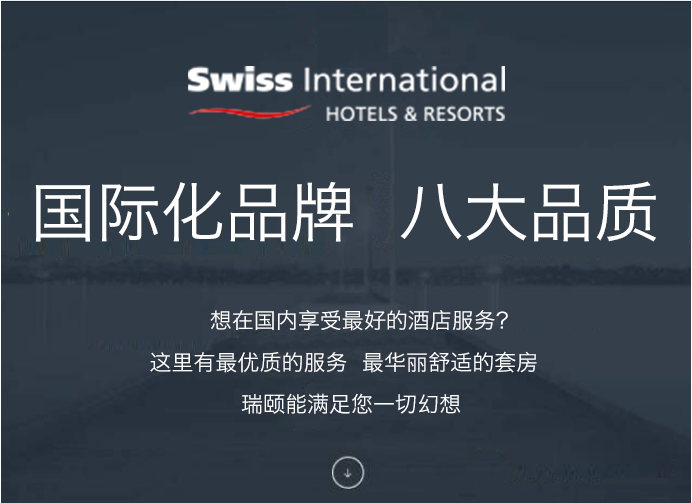 Swiss International
HOTELS & RESORTS
国际化品牌 八大品质
想在国内享受最好的酒店服务?
这里有最优质的服务 最华丽舒适的套房
瑞颐能满足您一切幻想